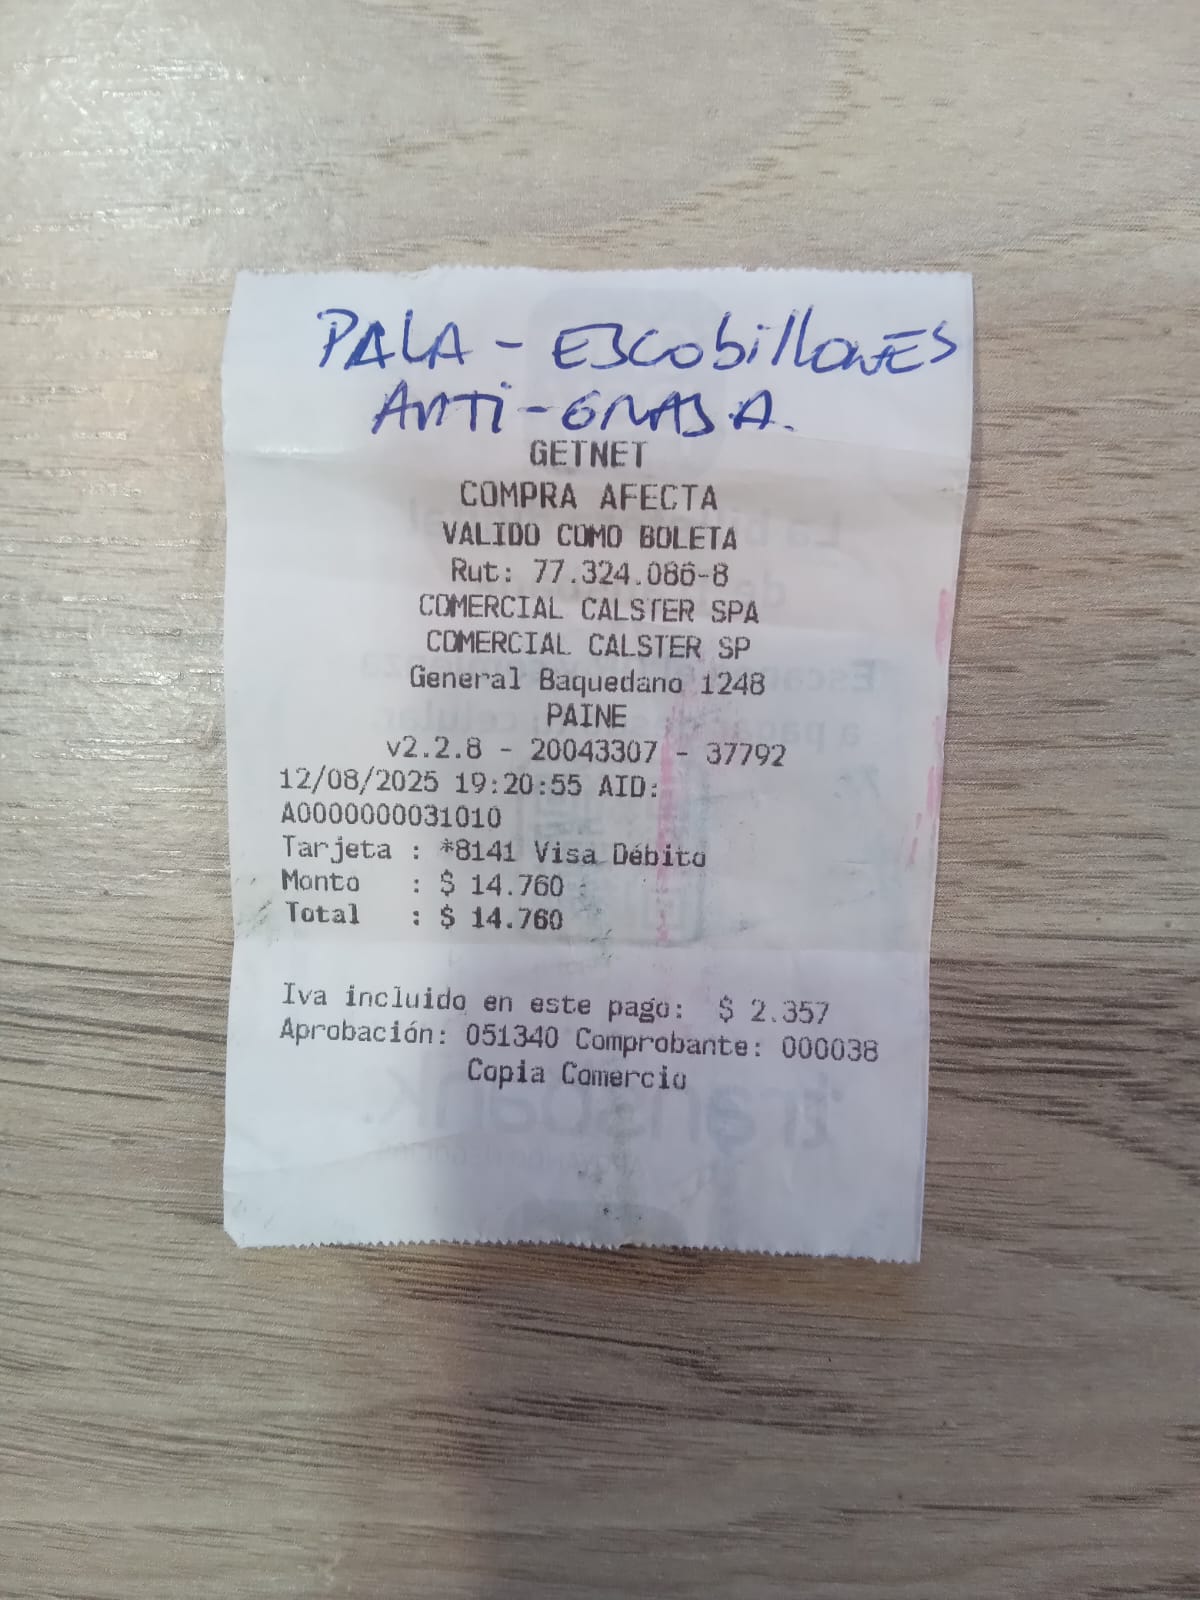 PALA - ESCObillONES
ANTI-GRASA.
GETNET
COMPRA AFECTA
VALIDO COMO BOLETA
Rut: 77.324.086-8
COMERCIAL CALSTER SPA
COMERCIAL CALSTER SP
General Baquedano 1248
PAINE
v2.2.8 - 20043307 - 37792
12/08/2025 19:20:55 AID:
A0000000031010
Tarjeta : *8141 Visa Débito
Monto : $ 14.760
Total : $ 14.760
Iva incluido en este pago: $ 2.357
Aprobación: 051340 Comprobante: 000038
Copia Comercio
transbank.